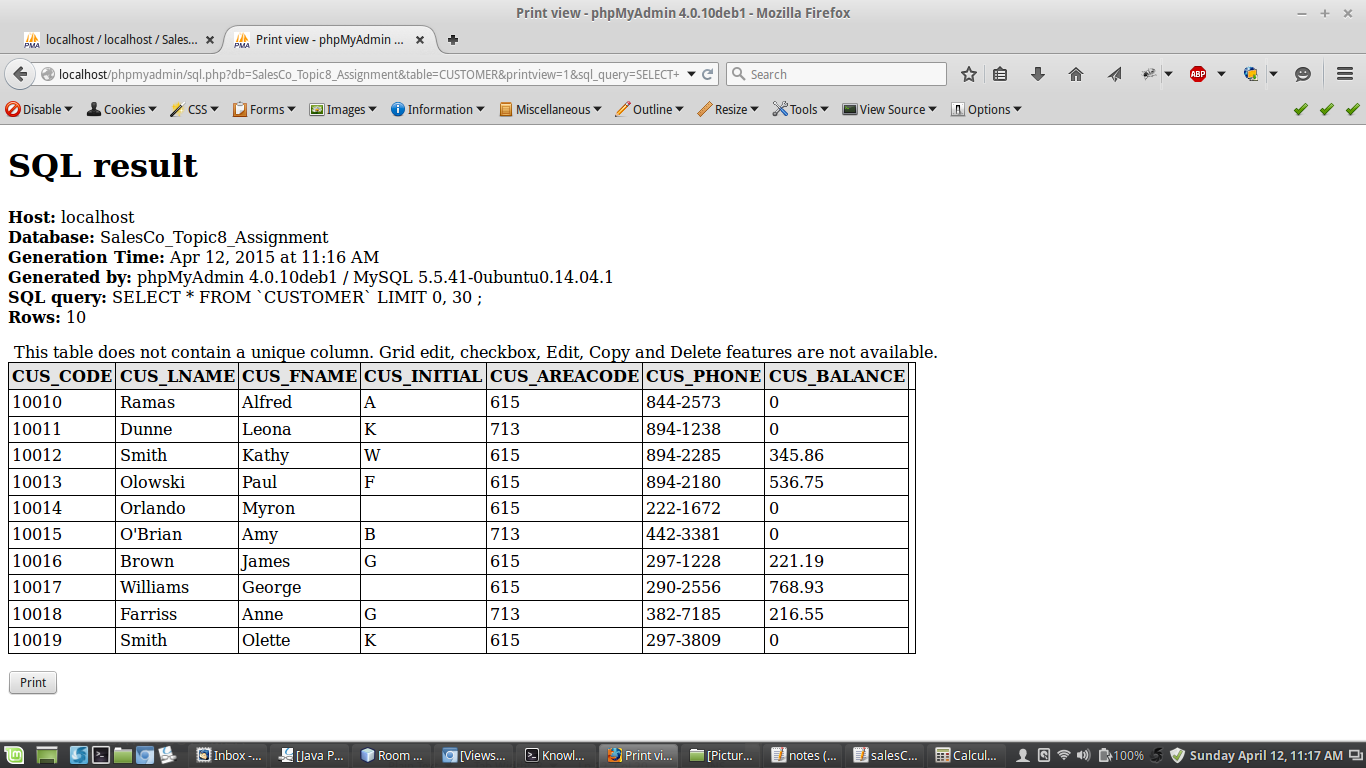 Print view - phpMyAdmin 4.0.10deb1 - Mozilla Firefox
localhost / localhost / Sales... Print view - phpMyAdmin ...
localhost/phpmyadmin/sql.php?db=SalesCo_Topic8_Assignment&table=CUSTOMER&printview=1&sql_query=SELECT+ Search ABP
Disable Cookies CSS Forms Images Information Miscellaneous Outline Resize Tools View Source Options
SQL result
Host: localhost
Database: SalesCo_Topic8_Assignment
Generation Time: Apr 12, 2015 at 11:16 AM
Generated by: phpMyAdmin 4.0.10deb1 / MySQL 5.5.41-0ubuntu0.14.04.1
SQL query: SELECT * FROM `CUSTOMER` LIMIT 0, 30 ;
Rows: 10
This table does not contain a unique column. Grid edit, checkbox, Edit, Copy and Delete features are not available.
CUS_CODE CUS_LNAME CUS_FNAME CUS_INITIAL CUS_AREACODE CUS_PHONE CUS_BALANCE
10010 Ramas Alfred A 615 844-2573 0
10011 Dunne Leona K 713 894-1238 0
10012 Smith Kathy W 615 894-2285 345.86
10013 Olowski Paul F 615 894-2180 536.75
10014 Orlando Myron 615 222-1672 0
10015 O'Brian Amy B 713 442-3381 0
10016 Brown James G 615 297-1228 221.19
10017 Williams George 615 290-2556 768.93
10018 Farriss Anne G 713 382-7185 216.55
10019 Smith Olette K 615 297-3809 0
Print
Inbox -... [Java P... Room ... [Views... Knowl... Print vi... [Pictur... notes (... salesC... Calcul... 100% Sunday April 12, 11:17 AM